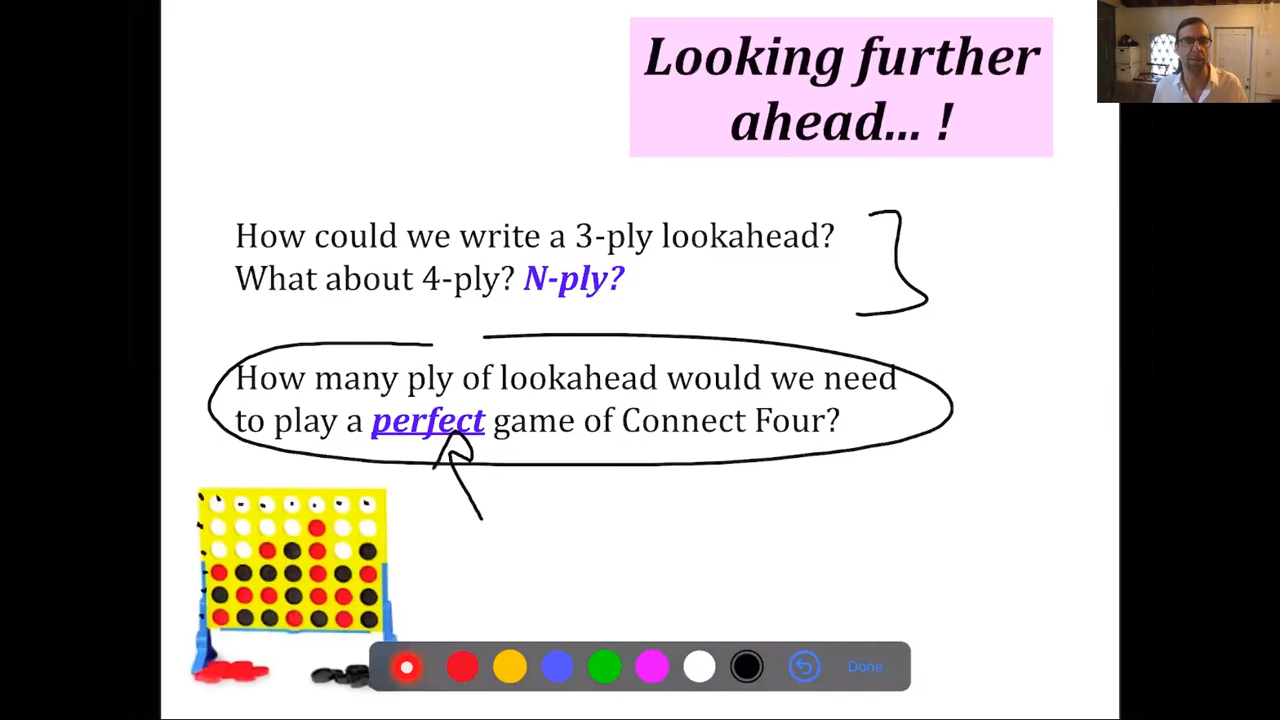 Looking further
ahead... !
How could we write a 3-ply lookahead?
What about 4-ply? N-ply?
How many ply of lookahead would we need
to play a perfect game of Connect Four?
Done